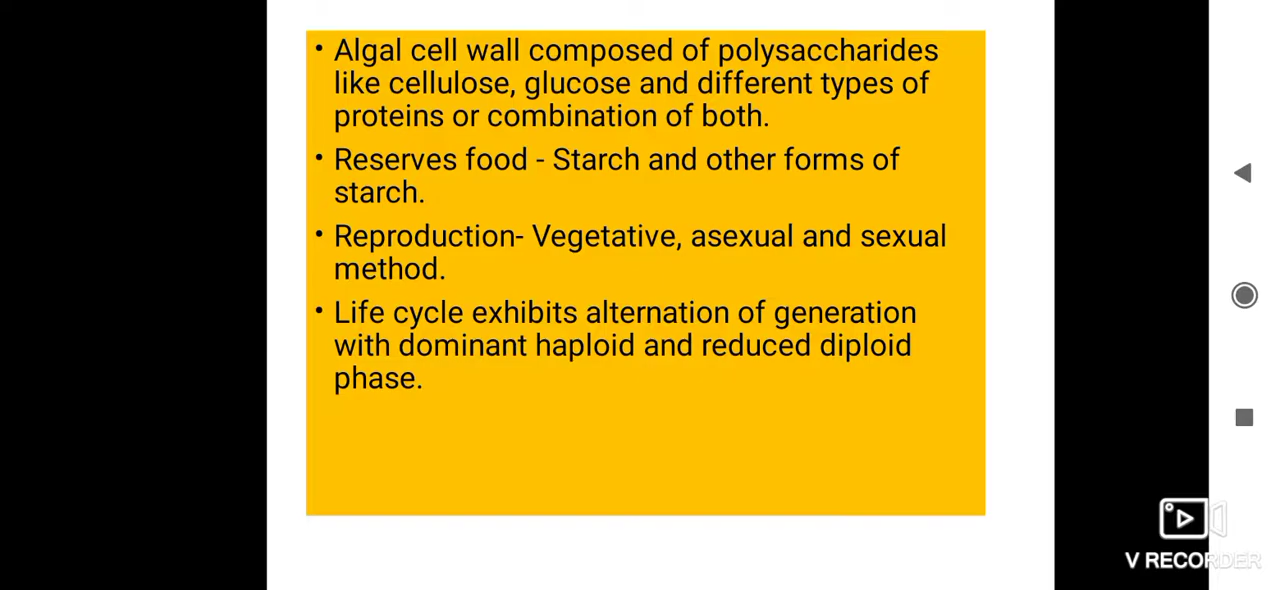 • Algal cell wall composed of polysaccharides
like cellulose, glucose and different types of
proteins or combination of both.
• Reserves food - Starch and other forms of
starch.
• Reproduction- Vegetative, asexual and sexual
method.
• Life cycle exhibits alternation of generation
with dominant haploid and reduced diploid
phase.
V RECORDER